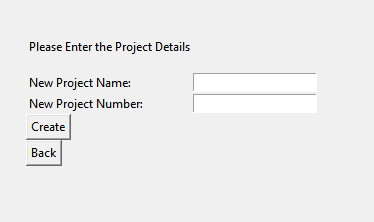 Please Enter the Project Details
New Project Name:
New Project Number:
Create
Back